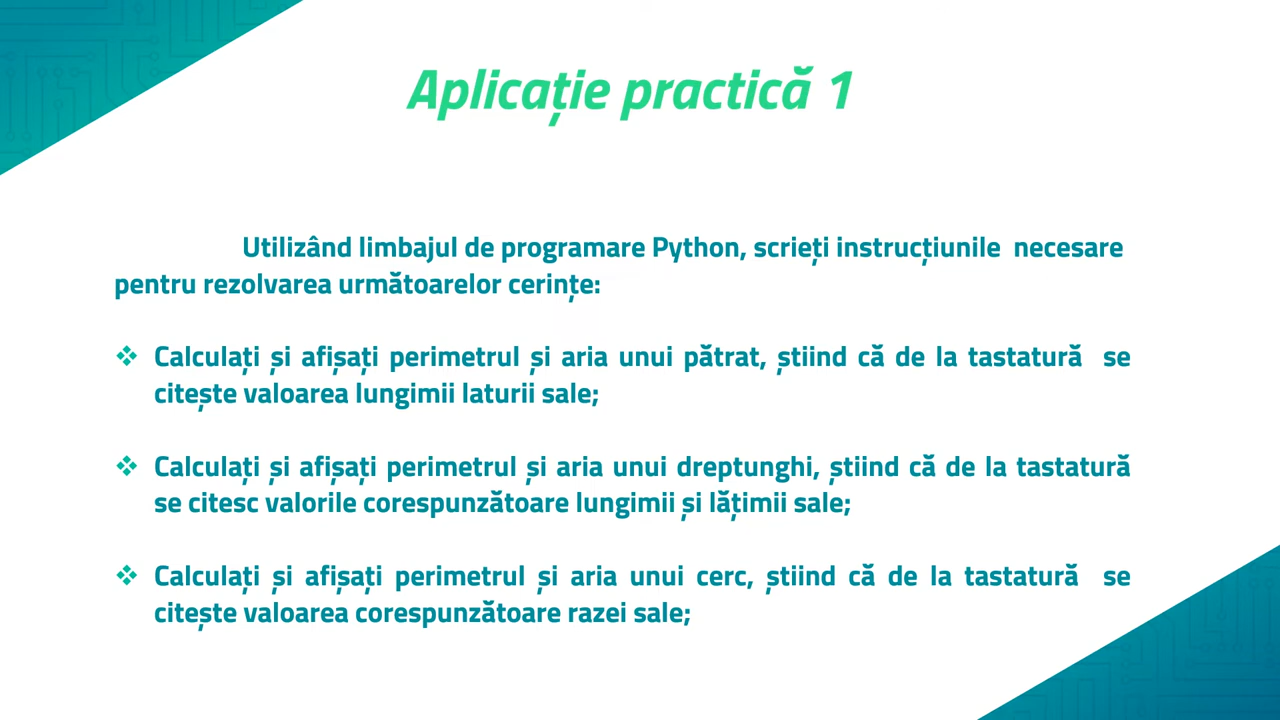 Aplicație practică 1
Utilizând limbajul de programare Python, scrieți instrucțiunile necesare
pentru rezolvarea următoarelor cerințe:
❖ Calculați și afișați perimetrul și aria unui pătrat, știind că de la tastatură se
citește valoarea lungimii laturii sale;
❖ Calculați și afișați perimetrul și aria unui dreptunghi, știind că de la tastatură
se citesc valorile corespunzătoare lungimii și lățimii sale;
❖ Calculați și afișați perimetrul și aria unui cerc, știind că de la tastatură se
citește valoarea corespunzătoare razei sale;